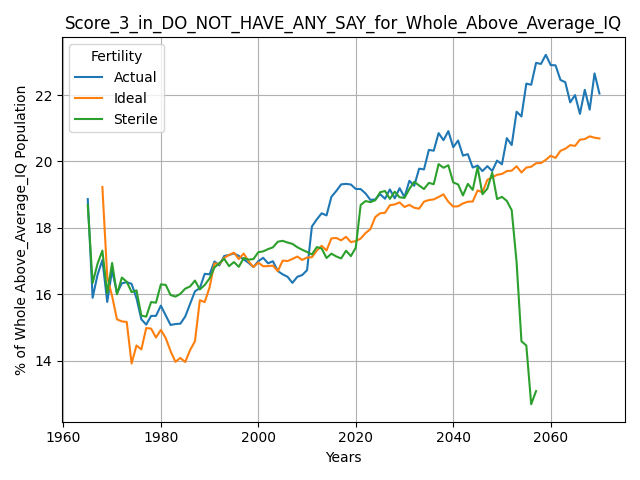 Score_3_in_DO_NOT_HAVE_ANY_SAY_for_Whole_Above_Average_IQ
Fertility
Actual
Ideal
Sterile
% of Whole Above_Average_IQ Population
22
20
18
16
14
1960 1980 2000 2020 2040 2060
Years